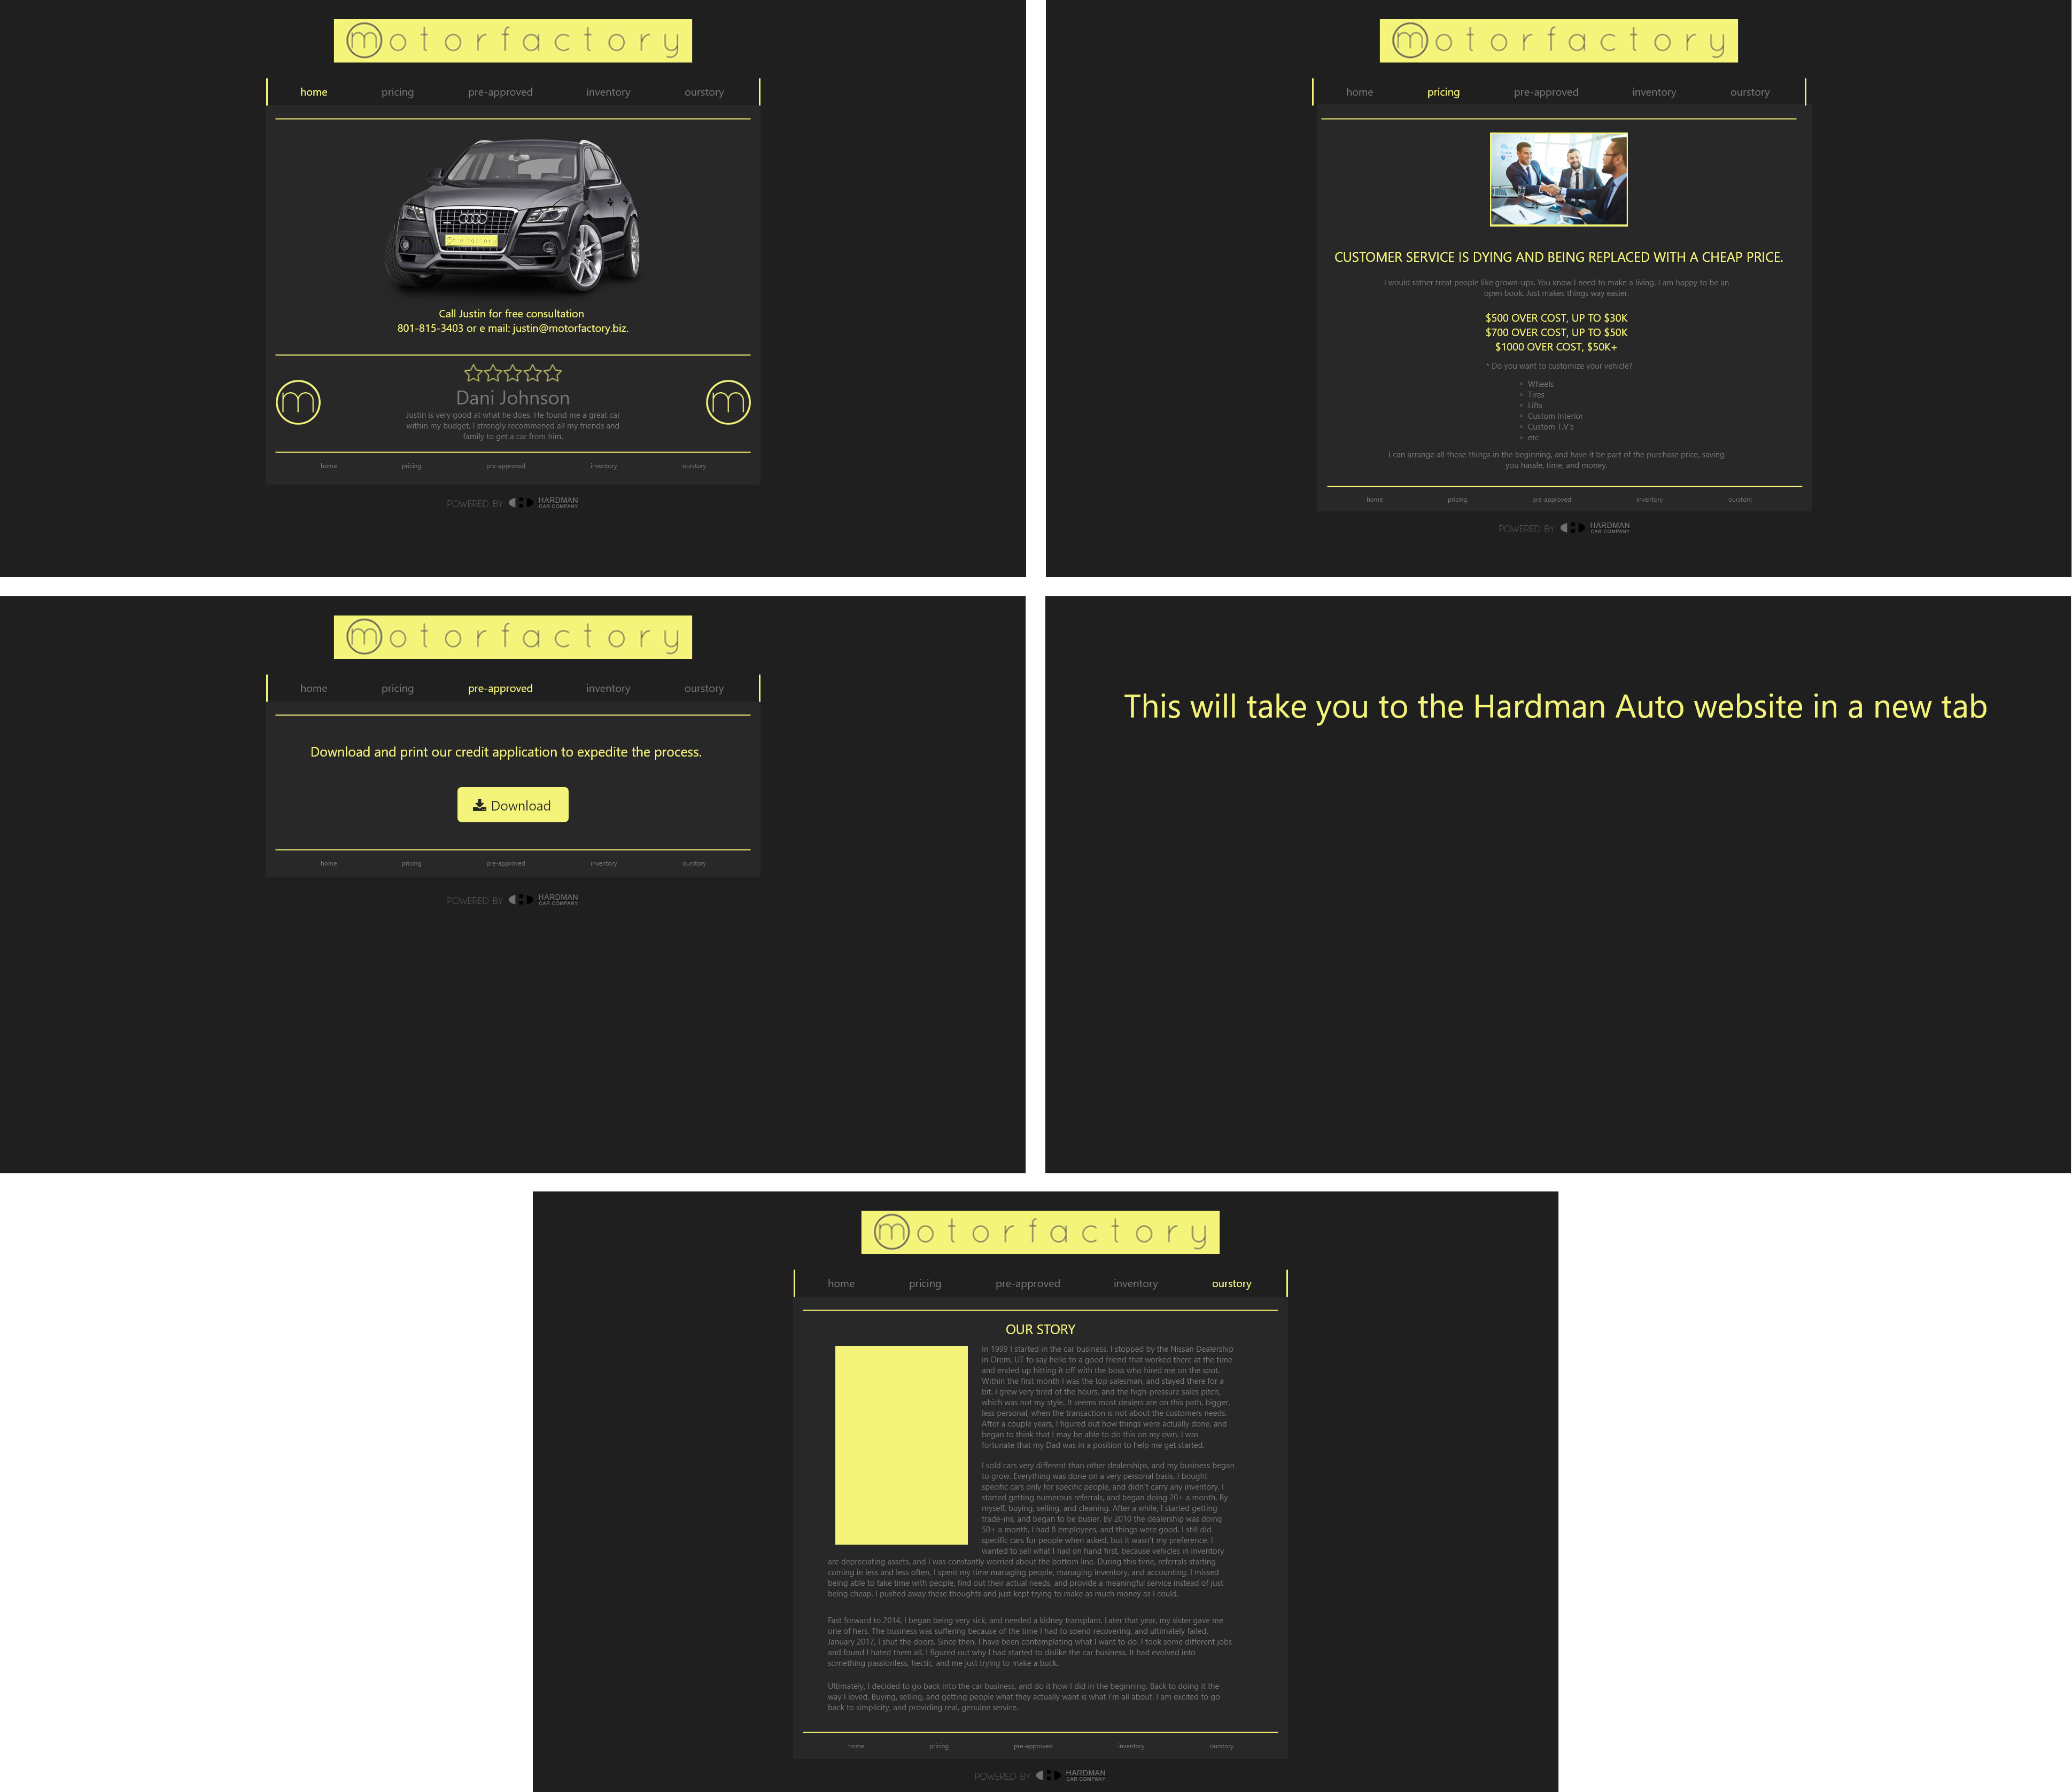 motorfactory
home pricing pre-approved inventory ourstory
Call Justin for free consultation
801-815-3403 or e mail: justin@motorfactory.biz.
m
Dani Johnson
Justin is very good at what he does. He found me a great car
within my budget. I strongly recommened all my friends and
family to get a car from him.
m
home pricing pre-approved inventory ourstory
POWERED BY HARDMAN
CAR COMPANY
motorfactory
home pricing pre-approved inventory ourstory
CUSTOMER SERVICE IS DYING AND BEING REPLACED WITH A CHEAP PRICE.
I would rather treat people like grown-ups. You know I need to make a living. I am happy to be an
open book. Just makes things way easier.
$500 OVER COST, UP TO $30K
$700 OVER COST, UP TO $50K
$1000 OVER COST, $50K+
* Do you want to customize your vehicle?
Wheels
Tires
Lifts
Custom Interior
Custom T.V's
etc
I can arrange all those things in the beginning, and have it be part of the purchase price, saving
you hassle, time, and money.
home pricing pre-approved inventory ourstory
POWERED BY HARDMAN
CAR COMPANY
motorfactory
home pricing pre-approved inventory ourstory
Download and print our credit application to expedite the process.
Download
home pricing pre-approved inventory ourstory
POWERED BY HARDMAN
CAR COMPANY
This will take you to the Hardman Auto website in a new tab
motorfactory
home pricing pre-approved inventory ourstory
OUR STORY
In 1999 I started in the car business. I stopped by the Nissan Dealership
in Orem, UT to say hello to a good friend that worked there at the time
and ended up hitting it off with the boss who hired me on the spot.
Within the first month I was the top salesman, and stayed there for a
bit. I grew very tired of the hours, and the high-pressure sales pitch,
which was not my style. It seems most dealers are on this path, bigger,
less personal, when the transaction is not about the customers needs.
After a couple years, I figured out how things were actually done, and
began to think that I may be able to do this on my own. I was
fortunate that my Dad was in a position to help me get started.
I sold cars very different than other dealerships, and my business began
to grow. Everything was done on a very personal basis. I bought
specific cars only for specific people, and didn't carry any inventory. I
started getting numerous referrals, and began doing 20+ a month. By
myself, buying, selling, and cleaning. After a while, I started getting
trade-ins, and began to be busier. By 2010 the dealership was doing
50+ a month, I had 8 employees, and things were good. I still did
specific cars for people when asked, but it wasn't my preference. I
wanted to sell what I had on hand first, because vehicles in inventory
are depreciating assets, and I was constantly worried about the bottom line. During this time, referrals starting
coming in less and less often, I spent my time managing people, managing inventory, and accounting. I missed
being able to take time with people, find out their actual needs, and provide a meaningful service instead of just
being cheap. I pushed away these thoughts and just kept trying to make as much money as I could.
Fast forward to 2014, I began being very sick, and needed a kidney transplant. Later that year, my sister gave me
one of hers. The business was suffering because of the time I had to spend recovering, and ultimately failed.
January 2017, I shut the doors. Since then, I have been contemplating what I want to do. I took some different jobs
and found I hated them all. I figured out why I had started to dislike the car business. It had evolved into
something passionless, hectic, and me just trying to make a buck.
Ultimately, I decided to go back into the car business, and do it how I did in the beginning. Back to doing it the
way I loved. Buying, selling, and getting people what they actually want is what I'm all about. I am excited to go
back to simplicity, and providing real, genuine service.
home pricing pre-approved inventory ourstory
POWERED BY HARDMAN
CAR COMPANY